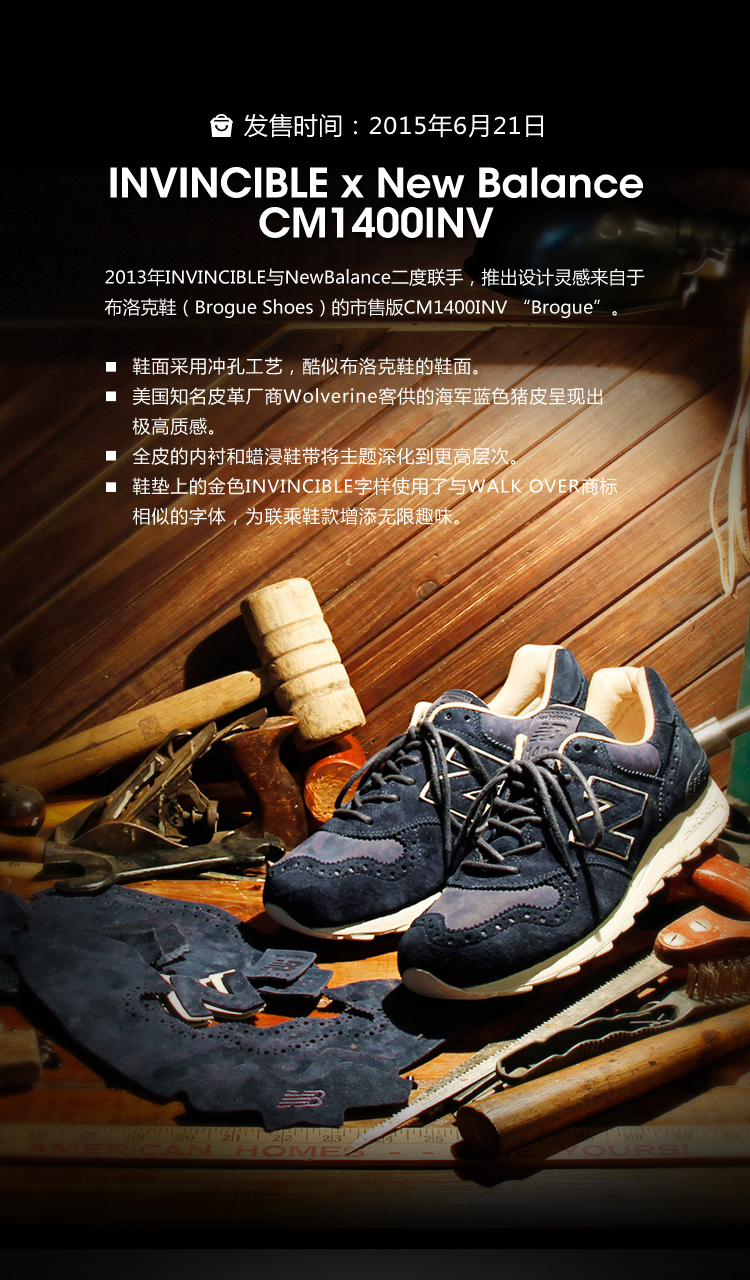 发售时间：2015年6月21日
INVINCIBLE x New Balance
CM1400INV
2013年INVINCIBLE与NewBalance二度联手，推出设计灵感来自于
布洛克鞋（Brogue Shoes）的市售版CM1400INV “Brogue”。
■ 鞋面采用冲孔工艺，酷似布洛克鞋的鞋面。
■ 美国知名皮革厂商Wolverine客供的海军蓝色猪皮呈现出
极高质感。
■ 全皮的内衬和蜡浸鞋带将主题深化到更高层次。
■ 鞋垫上的金色INVINCIBLE字样使用了与WALK OVER商标
相似的字体，为联乘鞋款增添无限趣味。
AMERICAN HOMES - - YOURS!